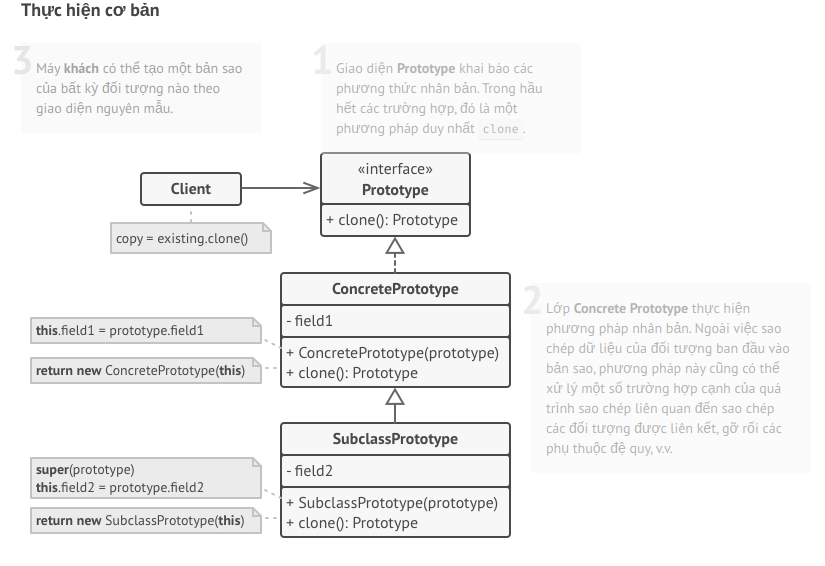 Thực hiện cơ bản
3
Máy khách có thể tạo một bản sao
của bất kỳ đối tượng nào theo
giao diện nguyên mẫu.
1
Giao diện Prototype khai báo các
phương thức nhân bản. Trong hầu
hết các trường hợp, đó là một
phương pháp duy nhất clone.
Client
copy = existing.clone()
«interface»
Prototype
+ clone(): Prototype
ConcretePrototype
- field1
+ ConcretePrototype(prototype)
+ clone(): Prototype
this.field1 = prototype.field1
return new ConcretePrototype(this)
2
Lớp Concrete Prototype thực hiện
phương pháp nhân bản. Ngoài việc sao
chép dữ liệu của đối tượng ban đầu vào
bản sao, phương pháp này cũng có thể
xử lý một số trường hợp cạnh của quá
trình sao chép liên quan đến sao chép
các đối tượng được liên kết, gỡ rối các
phụ thuộc đệ quy, v.v.
SubclassPrototype
- field2
+ SubclassPrototype(prototype)
+ clone(): Prototype
super(prototype)
this.field2 = prototype.field2
return new SubclassPrototype(this)